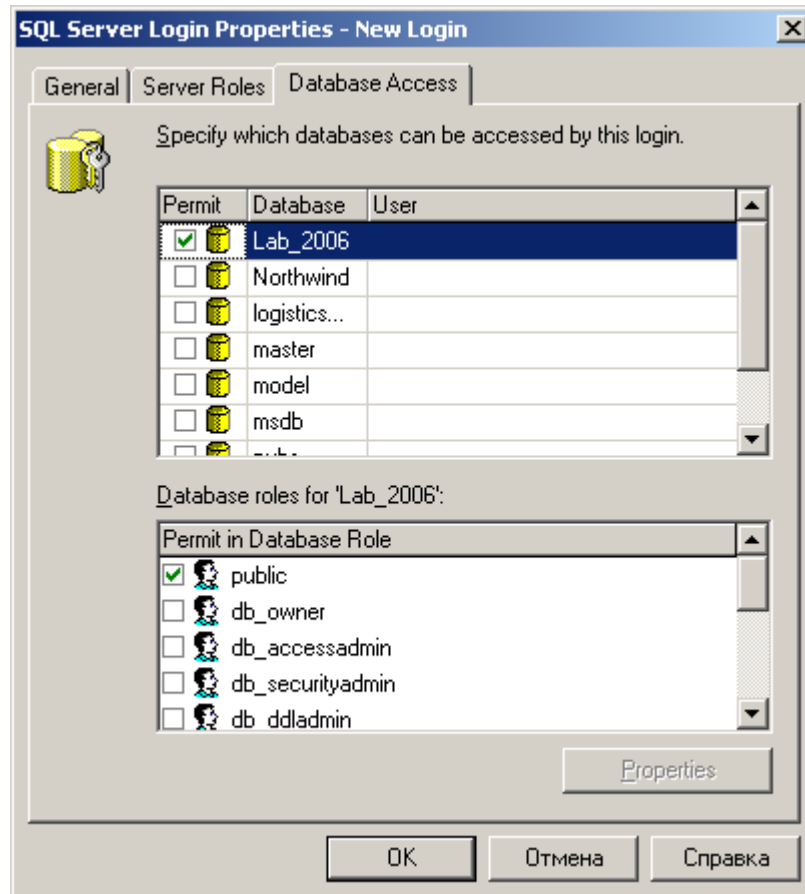 SQL Server Login Properties - New Login
General Server Roles Database Access
Specify which databases can be accessed by this login.
Permit Database User
Lab_2006
Northwind
logistics...
master
model
msdb
Database roles for 'Lab_2006':
Permit in Database Role
public
db_owner
db_accessadmin
db_securityadmin
db_ddladmin
Properties
OK Отмена Справка